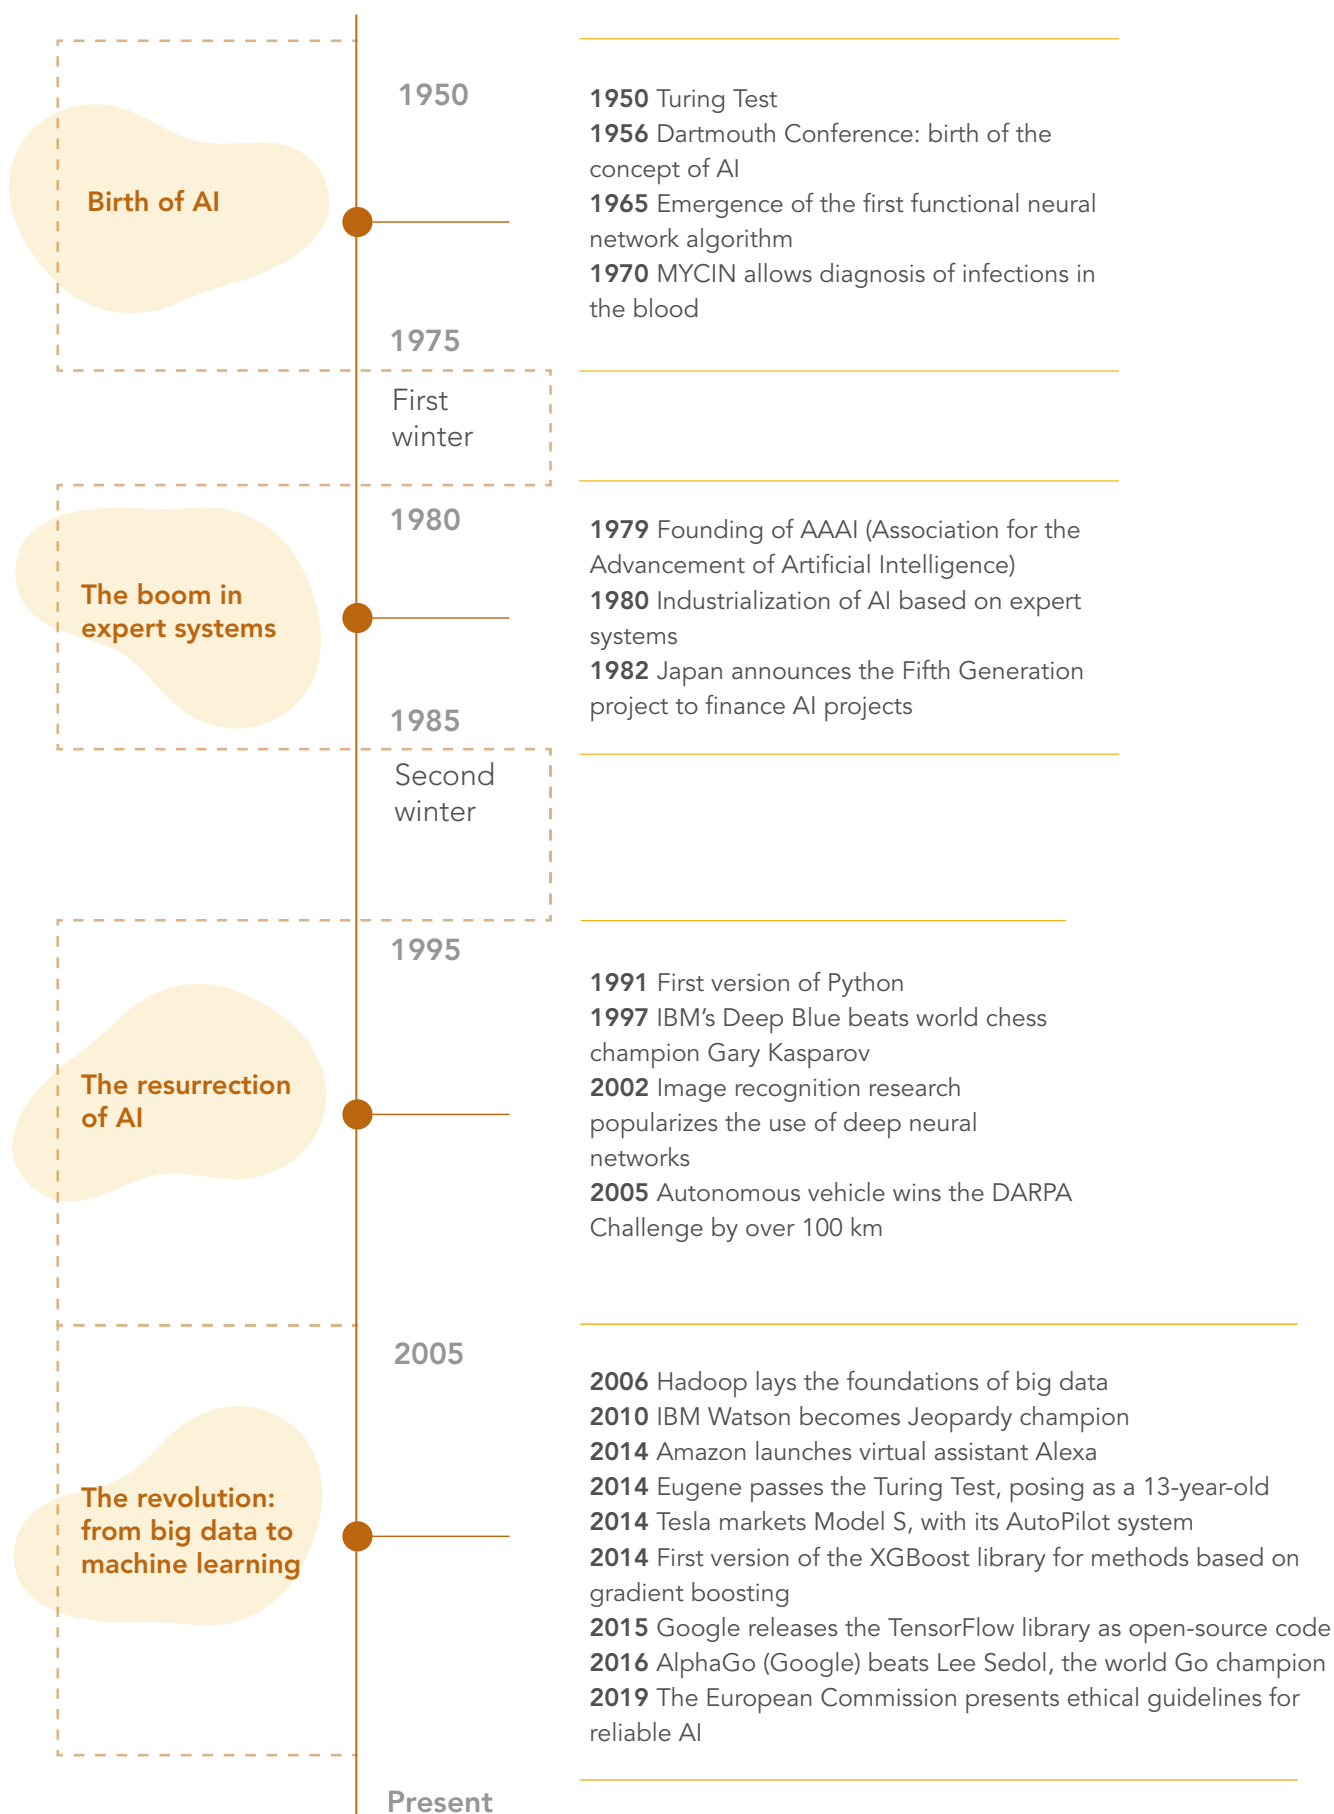 1950
Birth of AI
1950 Turing Test
1956 Dartmouth Conference: birth of the
concept of AI
1965 Emergence of the first functional neural
network algorithm
1970 MYCIN allows diagnosis of infections in
the blood
1975
First
winter
1980
The boom in
expert systems
1979 Founding of AAAI (Association for the
Advancement of Artificial Intelligence)
1980 Industrialization of AI based on expert
systems
1982 Japan announces the Fifth Generation
project to finance AI projects
1985
Second
winter
1995
The resurrection
of AI
1991 First version of Python
1997 IBM's Deep Blue beats world chess
champion Gary Kasparov
2002 Image recognition research
popularizes the use of deep neural
networks
2005 Autonomous vehicle wins the DARPA
Challenge by over 100 km
2005
The revolution:
from big data to
machine learning
2006 Hadoop lays the foundations of big data
2010 IBM Watson becomes Jeopardy champion
2014 Amazon launches virtual assistant Alexa
2014 Eugene passes the Turing Test, posing as a 13-year-old
2014 Tesla markets Model S, with its AutoPilot system
2014 First version of the XGBoost library for methods based on
gradient boosting
2015 Google releases the TensorFlow library as open-source code
2016 AlphaGo (Google) beats Lee Sedol, the world Go champion
2019 The European Commission presents ethical guidelines for
reliable AI
Present